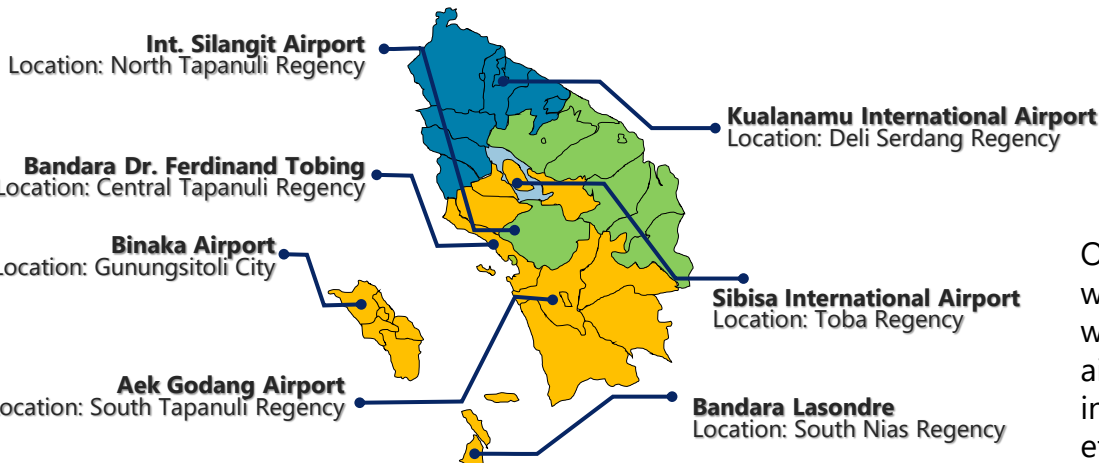 Int. Silangit Airport
Location: North Tapanuli Regency
Kualanamu International Airport
Location: Deli Serdang Regency
Bandara Dr. Ferdinand Tobing
Location: Central Tapanuli Regency
Binaka Airport
Location: Gunungsitoli City
Sibisa International Airport
Location: Toba Regency
Aek Godang Airport
Location: South Tapanuli Regency
Bandara Lasondre
Location: South Nias Regency